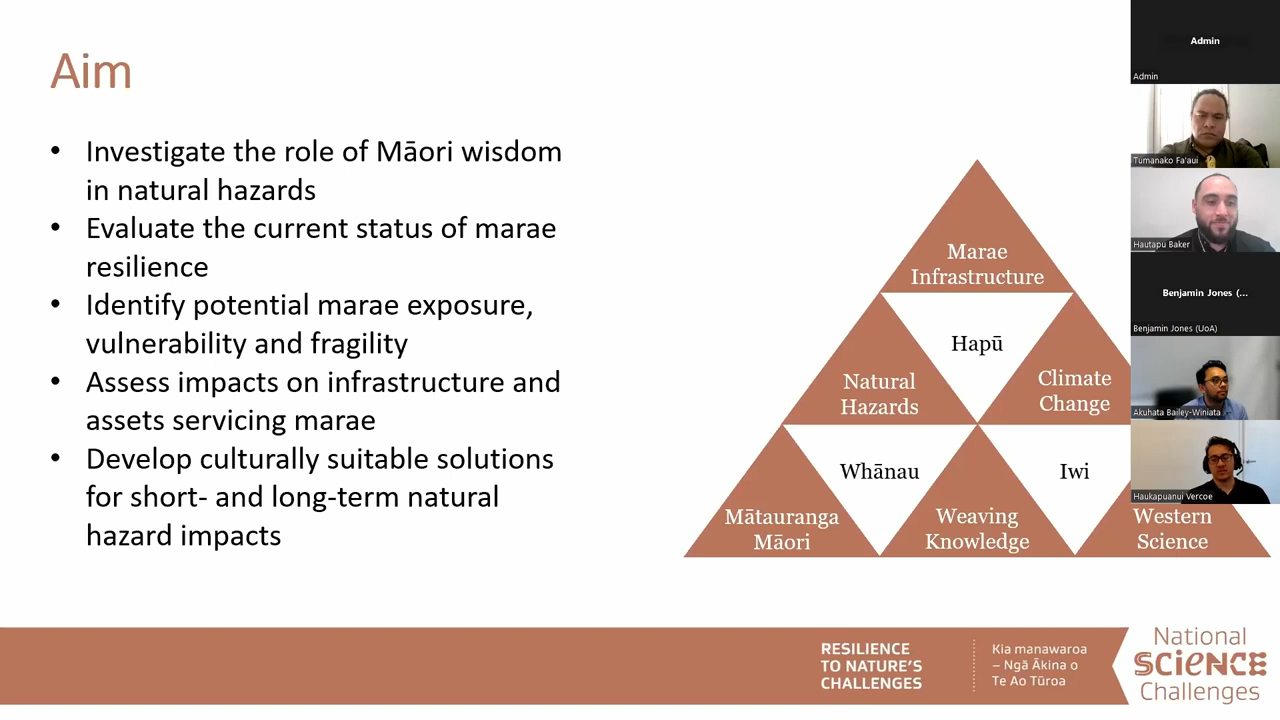 Aim
• Investigate the role of Māori wisdom
in natural hazards
• Evaluate the current status of marae
resilience
• Identify potential marae exposure,
vulnerability and fragility
• Assess impacts on infrastructure and
assets servicing marae
• Develop culturally suitable solutions
for short- and long-term natural
hazard impacts
Marae
Infrastructure
Hapū
Natural
Hazards
Climate
Change
Whānau
Iwi
Mātauranga
Māori
Weaving
Knowledge
Western
Science
Admin
Admin
Tumanako Fa'aui
Hautapu Baker
Benjamin Jones (...
Benjamin Jones (UoA)
Akuhata Bailey-Winiata
Haukapuanui Vercoe
RESILIENCE
TO NATURE'S
CHALLENGES
Kia manawaroa
– Ngā Ākina o
Te Ao Tūroa
National
SCIENCE
Challenges